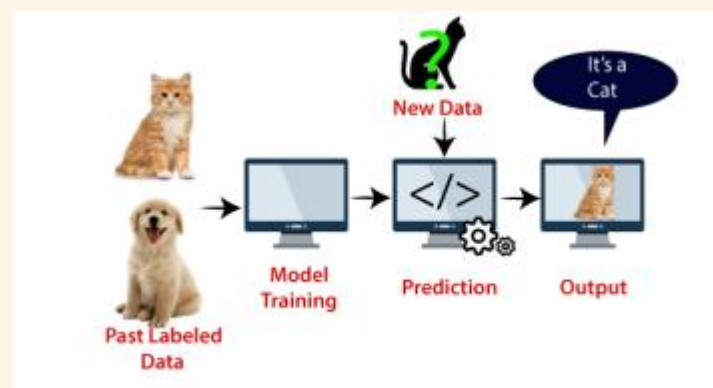 It's a
Cat
New Data
</>
Model
Training
Prediction
Output
Past Labeled
Data
?